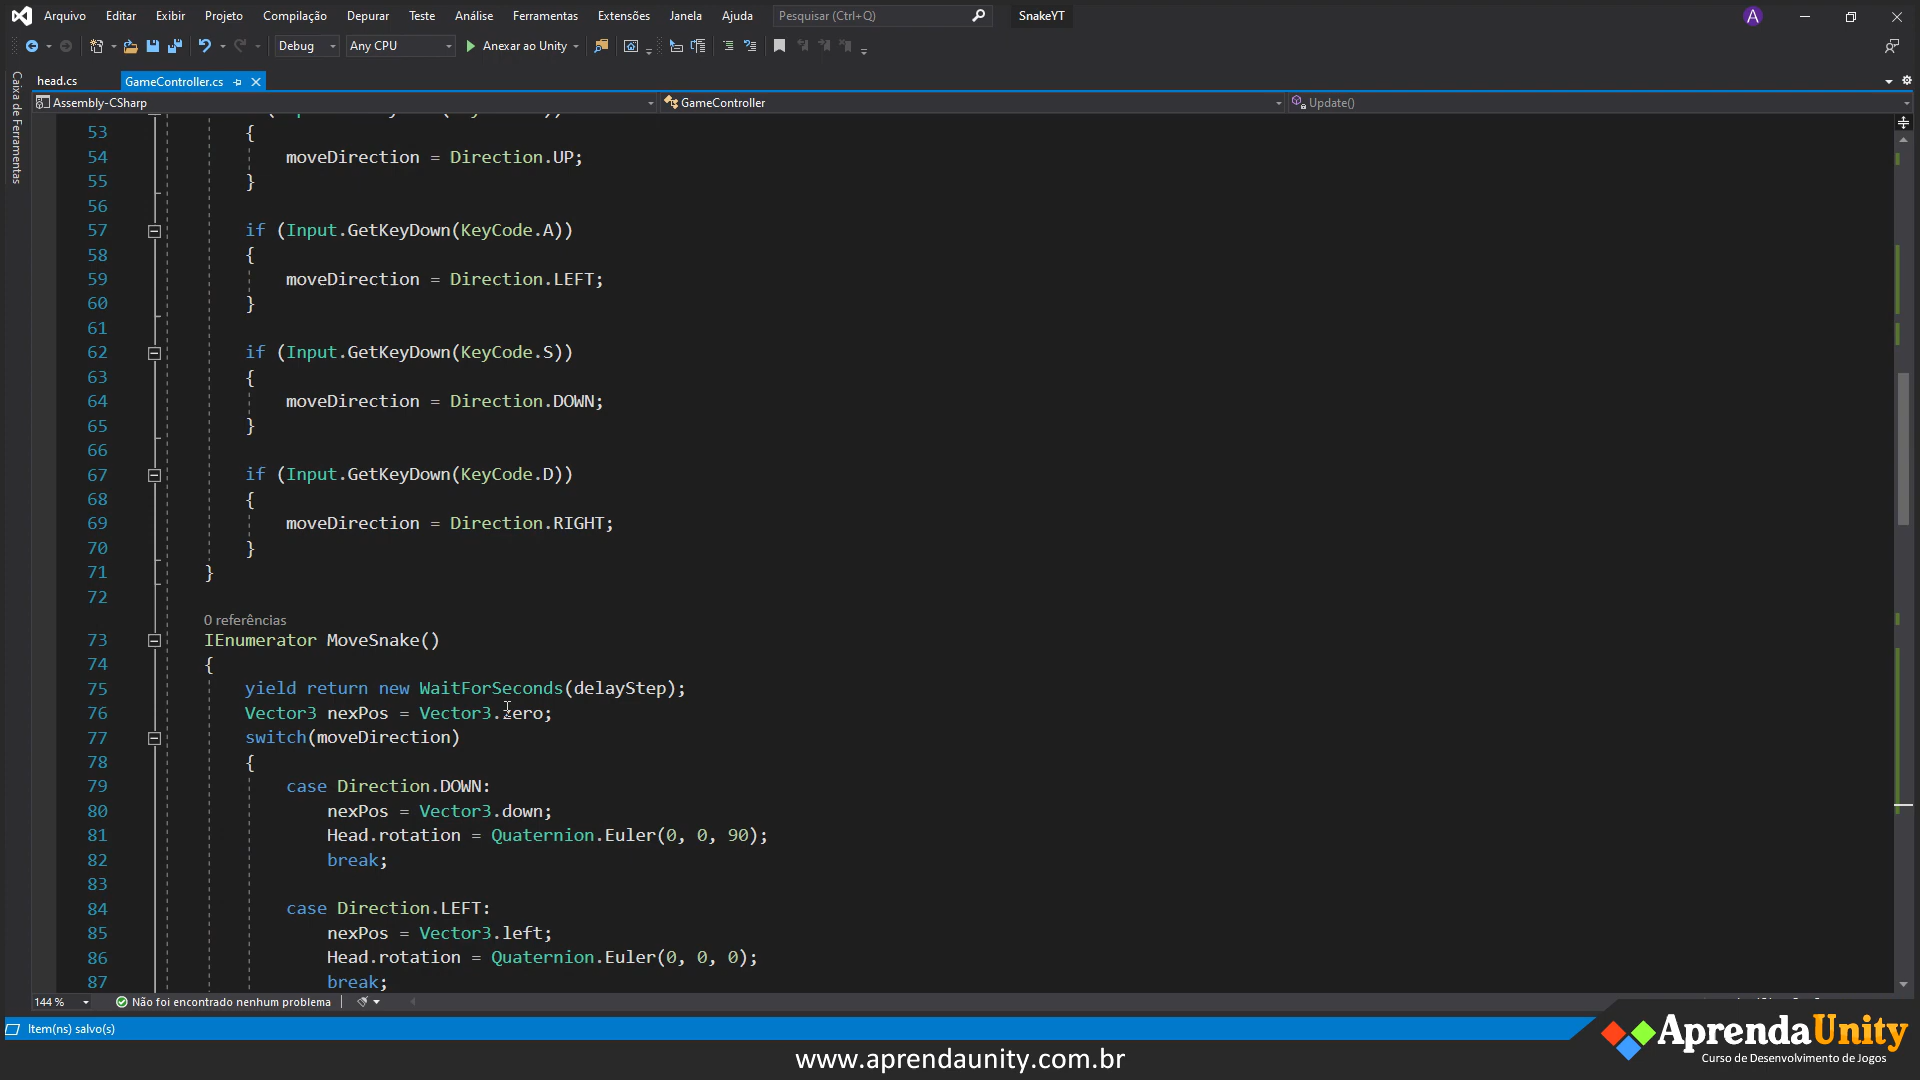 Arquivo Editar Exibir Projeto Compilação Depurar Teste Análise Ferramentas Extensões Janela Ajuda Pesquisar (Ctrl+Q) SnakeYT A
Debug Any CPU Anexar ao Unity
head.cs GameController.cs
Assembly-CSharp GameController Update()
Caixa de Ferramentas
53 {
54 moveDirection = Direction.UP;
55 }
56
57 if (Input.GetKeyDown(KeyCode.A))
58 {
59 moveDirection = Direction.LEFT;
60 }
61
62 if (Input.GetKeyDown(KeyCode.S))
63 {
64 moveDirection = Direction.DOWN;
65 }
66
67 if (Input.GetKeyDown(KeyCode.D))
68 {
69 moveDirection = Direction.RIGHT;
70 }
71 }
72
0 referências
73 IEnumerator MoveSnake()
74 {
75 yield return new WaitForSeconds(delayStep);
76 Vector3 nexPos = Vector3.zero;
77 switch(moveDirection)
78 {
79 case Direction.DOWN:
80 nexPos = Vector3.down;
81 Head.rotation = Quaternion.Euler(0, 0, 90);
82 break;
83
84 case Direction.LEFT:
85 nexPos = Vector3.left;
86 Head.rotation = Quaternion.Euler(0, 0, 0);
87 break;
144 % Não foi encontrado nenhum problema
Item(ns) salvo(s)
AprendaUnity
Curso de Desenvolvimento de Jogos
www.aprendaunity.com.br